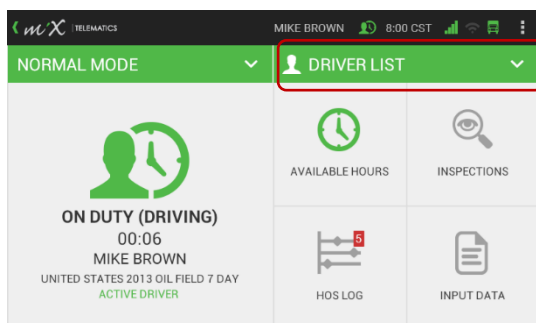 miX TELEMATICS MIKE BROWN 8:00 CST
NORMAL MODE
DRIVER LIST
ON DUTY (DRIVING)
00:06
MIKE BROWN
UNITED STATES 2013 OIL FIELD 7 DAY
ACTIVE DRIVER
AVAILABLE HOURS
INSPECTIONS
5
HOS LOG
INPUT DATA